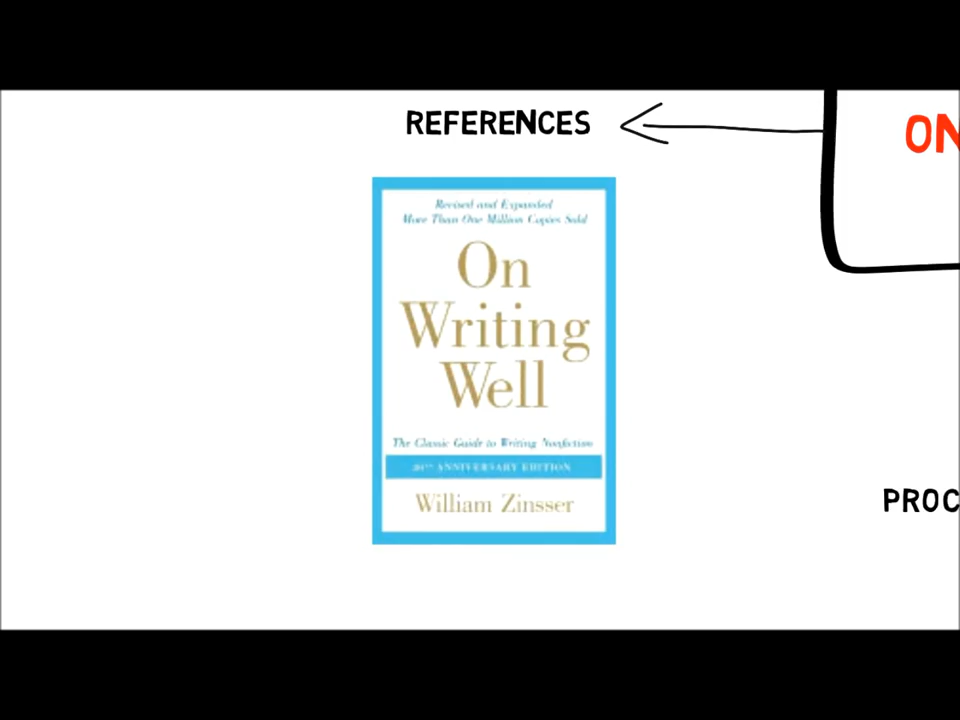 REFERENCES
ON
Revised and Expanded
More Than One Million Copies Sold
On
Writing
Well
The Classic Guide to Writing Nonfiction
ANNIVERSARY EDITION
William Zinsser
PROC